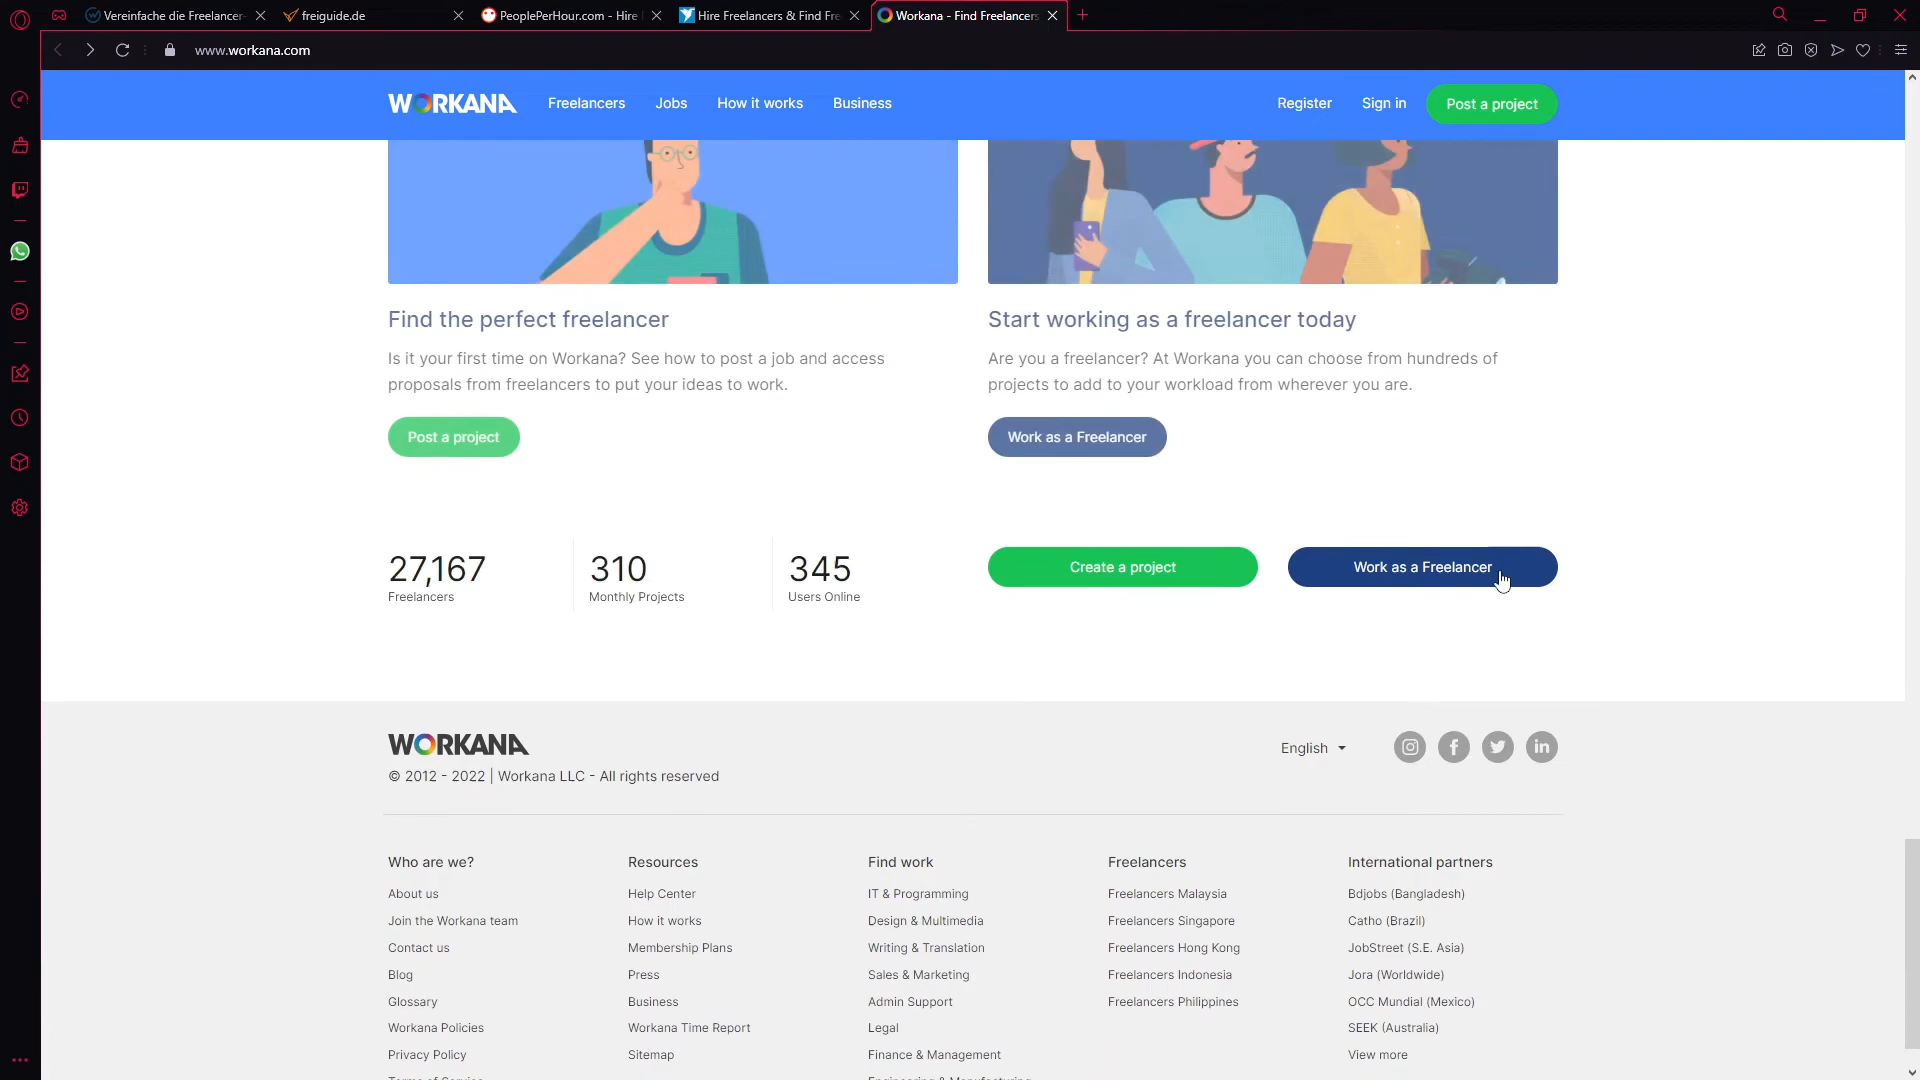 Vereinfache die Freelancer-
freiguide.de
PeoplePerHour.com - Hire
Hire Freelancers & Find Fre
Workana - Find Freelancers
www.workana.com
WORKANA
Freelancers
Jobs
How it works
Business
Register
Sign in
Post a project
Find the perfect freelancer
Is it your first time on Workana? See how to post a job and access
proposals from freelancers to put your ideas to work.
Post a project
Start working as a freelancer today
Are you a freelancer? At Workana you can choose from hundreds of
projects to add to your workload from wherever you are.
Work as a Freelancer
27,167
Freelancers
310
Monthly Projects
345
Users Online
Create a project
Work as a Freelancer
WORKANA
© 2012 - 2022 | Workana LLC - All rights reserved
English
Who are we?
About us
Join the Workana team
Contact us
Blog
Glossary
Workana Policies
Privacy Policy
Terms of Service
Resources
Help Center
How it works
Membership Plans
Press
Business
Workana Time Report
Sitemap
Find work
IT & Programming
Design & Multimedia
Writing & Translation
Sales & Marketing
Admin Support
Legal
Finance & Management
Engineering & Manufacturing
Freelancers
Freelancers Malaysia
Freelancers Singapore
Freelancers Hong Kong
Freelancers Indonesia
Freelancers Philippines
International partners
Bdjobs (Bangladesh)
Catho (Brazil)
JobStreet (S.E. Asia)
Jora (Worldwide)
OCC Mundial (Mexico)
SEEK (Australia)
View more